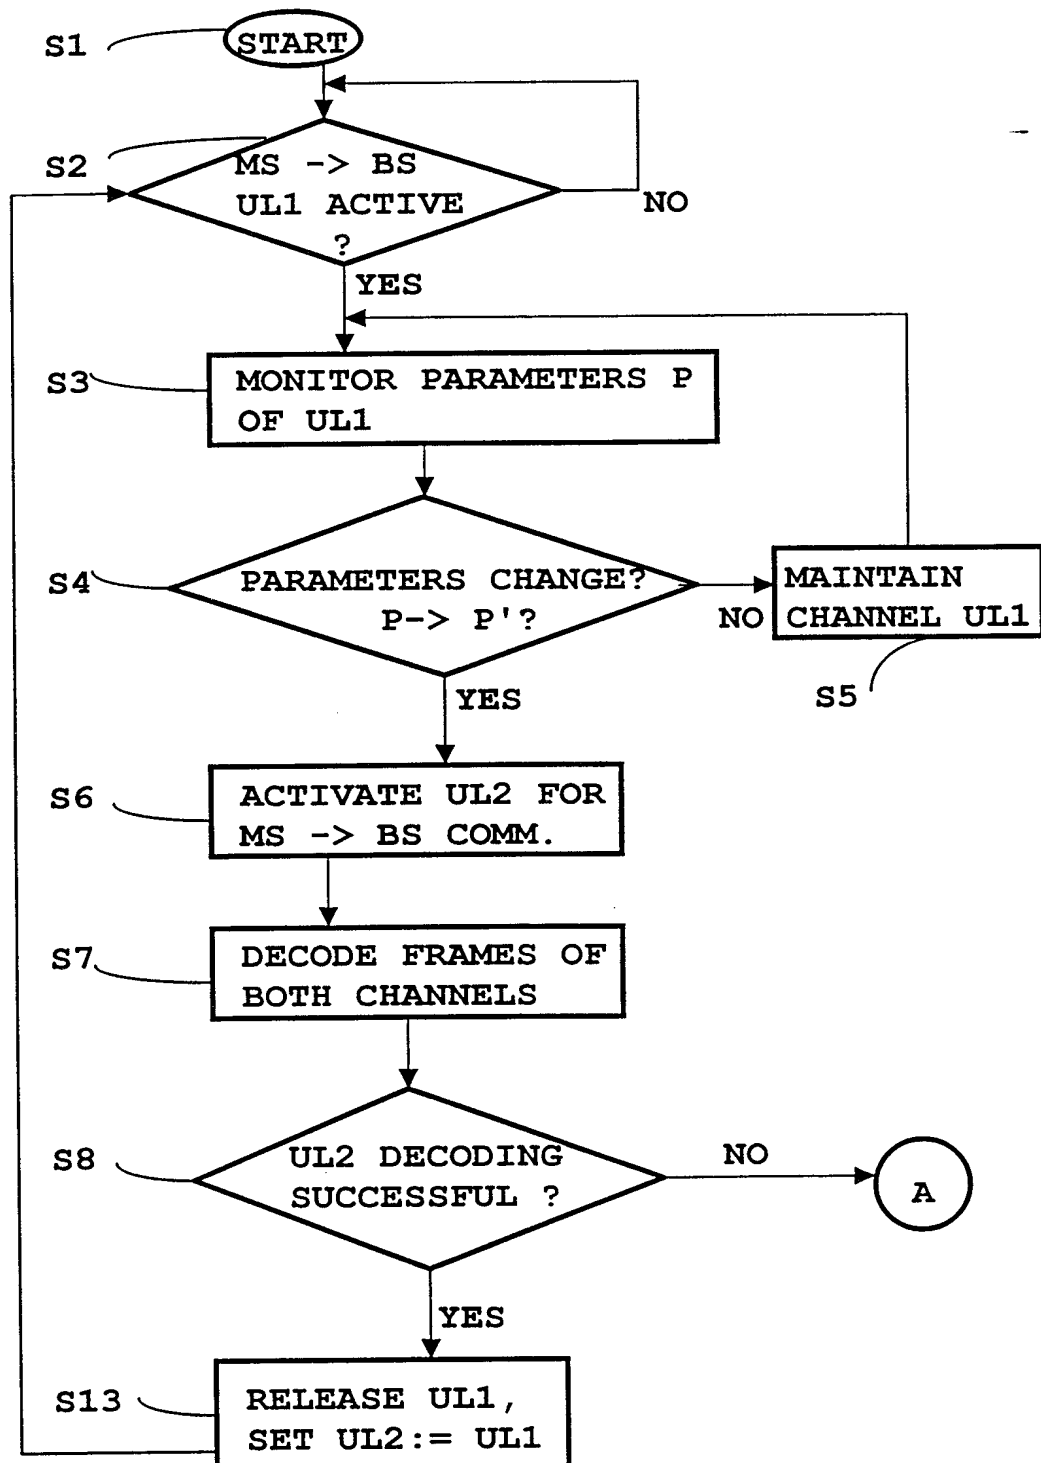 S1
START
S2
MS -> BS
UL1 ACTIVE
?
NO
YES
S3
MONITOR PARAMETERS P
OF UL1
S4
PARAMETERS CHANGE?
P-> P'?
NO
MAINTAIN
CHANNEL UL1
S5
YES
S6
ACTIVATE UL2 FOR
MS -> BS COMM.
S7
DECODE FRAMES OF
BOTH CHANNELS
S8
UL2 DECODING
SUCCESSFUL ?
NO
A
YES
S13
RELEASE UL1,
SET UL2:= UL1